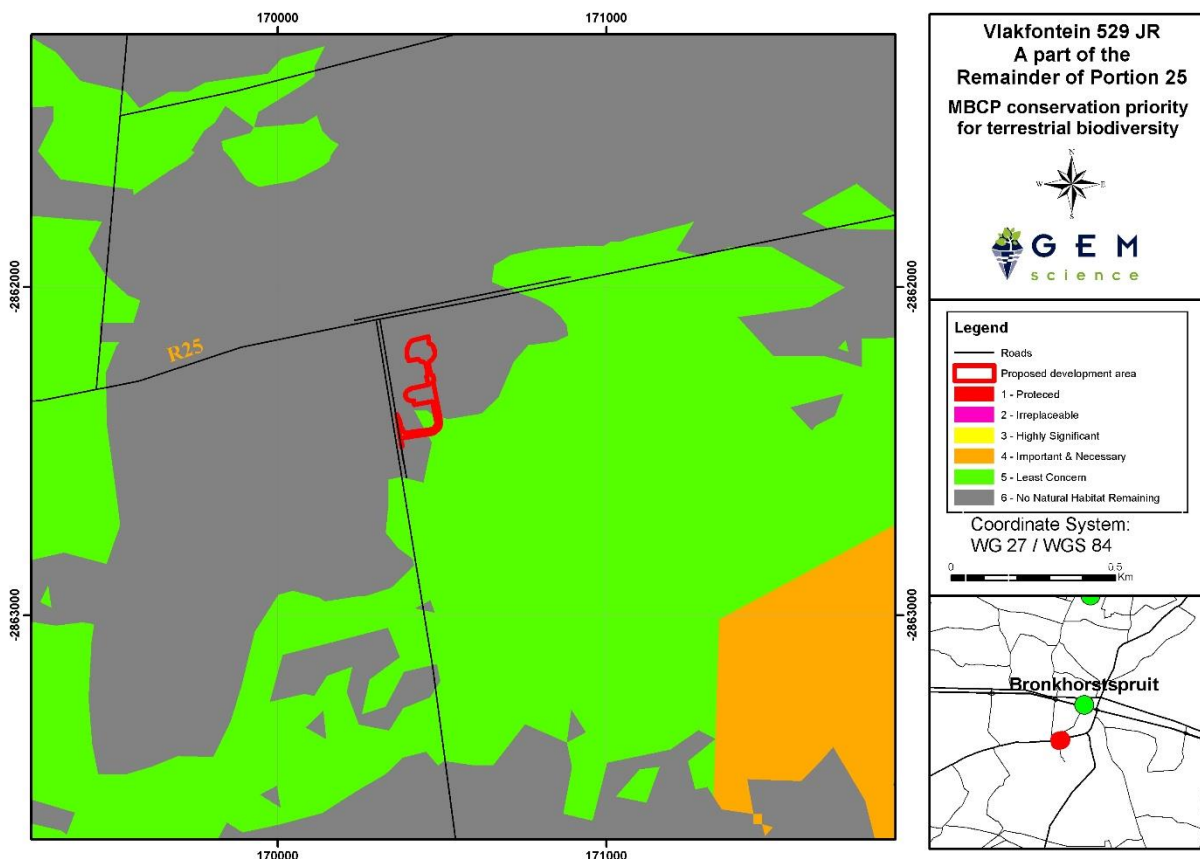 170000
171000
-2862000
-2863000
R25
-2862000
-2863000
170000
171000
Vlakfontein 529 JR
A part of the
Remainder of Portion 25
MBCP conservation priority
for terrestrial biodiversity
N
W
E
S
GEM
science
Legend
Roads
Proposed development area
1 - Proteced
2 - Irreplaceable
3 - Highly Significant
4 - Important & Necessary
5 - Least Concern
6 - No Natural Habitat Remaining
Coordinate System:
WG 27 / WGS 84
0
0.5
Km
Bronkhorstspruit